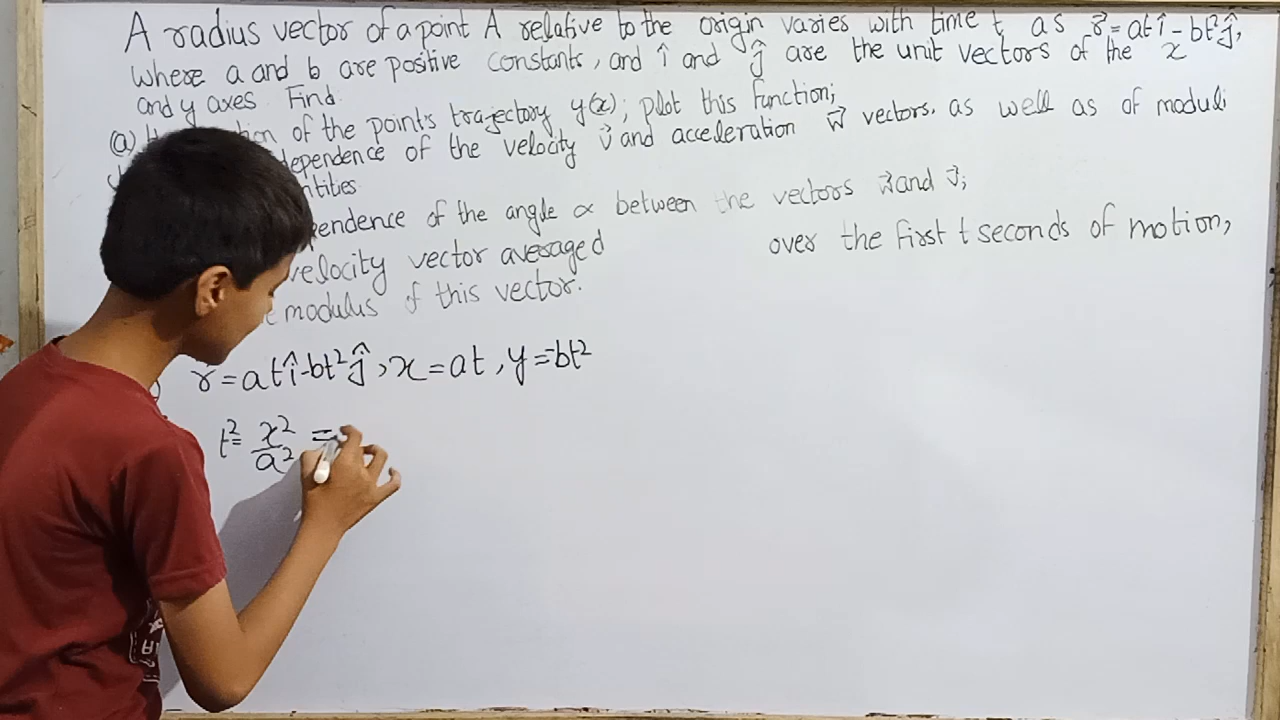 A radius vector of a point A relative to the origin varies with time t as r⃗ = at î - bt² ĵ,
where a and b are positive constants, and î and ĵ are the unit vectors of the x
and y axes. Find
(a) of the point's trajectory y(x); plot this function;
dependence of the velocity v⃗ and acceleration w⃗ vectors, as well as of moduli
of the angle α between the vectors w⃗ and v⃗;
velocity vector averaged over the first t seconds of motion,
modulus of this vector.
r = at î - bt² ĵ, x = at, y = -bt²
t² = x²/a² =